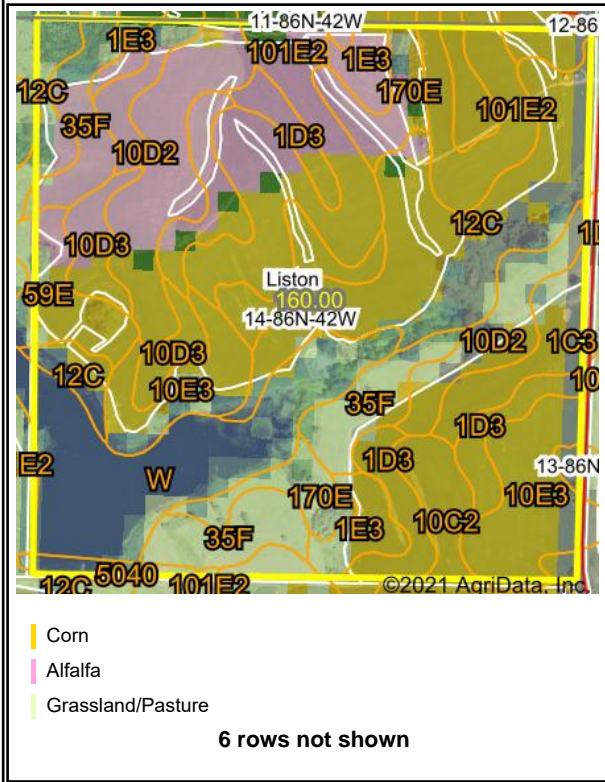 11-86N-42W
12-86
1E3
101E2
1E3
12C
170E
101E2
35F
1D3
10D2
12C
1D
10D3
Liston
160.00
59E
14-86N-42W
10D3
10D2
1C3
12C
10E3
10
35F
1D3
1D3
13-86N
E2
W
170E
10E3
1E3
10C2
35F
5040
12C
101E2
©2021 AgriData, Inc.
Corn
Alfalfa
Grassland/Pasture
6 rows not shown